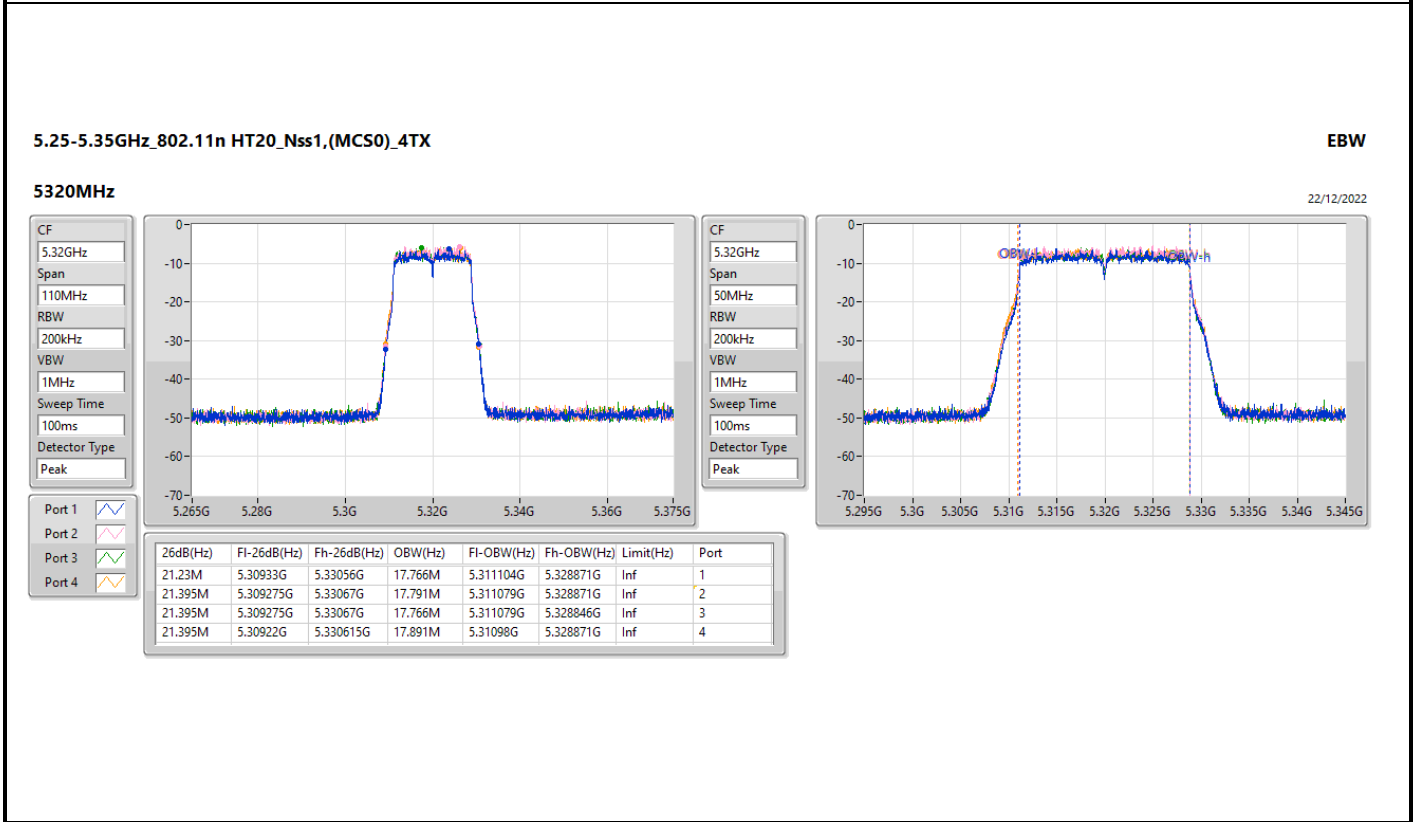 5.25-5.35GHz_802.11n HT20_Nss1,(MCS0)_4TX EBW
5320MHz
22/12/2022
CF
5.32GHz
Span
110MHz
RBW
200kHz
VBW
1MHz
Sweep Time
100ms
Detector Type
Peak
0
-10
-20
-30
-40
-50
-60
-70
5.265G 5.28G 5.3G 5.32G 5.34G 5.36G 5.375G
CF
5.32GHz
Span
50MHz
RBW
200kHz
VBW
1MHz
Sweep Time
100ms
Detector Type
Peak
0
-10
-20
-30
-40
-50
-60
-70
OBW-h
5.295G 5.3G 5.305G 5.31G 5.315G 5.32G 5.325G 5.33G 5.335G 5.34G 5.345G
Port 1
Port 2
Port 3
Port 4
26dB(Hz) Fl-26dB(Hz) Fh-26dB(Hz) OBW(Hz) Fl-OBW(Hz) Fh-OBW(Hz) Limit(Hz) Port
21.23M 5.30933G 5.33056G 17.766M 5.311104G 5.328871G Inf 1
21.395M 5.309275G 5.33067G 17.791M 5.311079G 5.328871G Inf 2
21.395M 5.309275G 5.33067G 17.766M 5.311079G 5.328846G Inf 3
21.395M 5.30922G 5.330615G 17.891M 5.31098G 5.328871G Inf 4